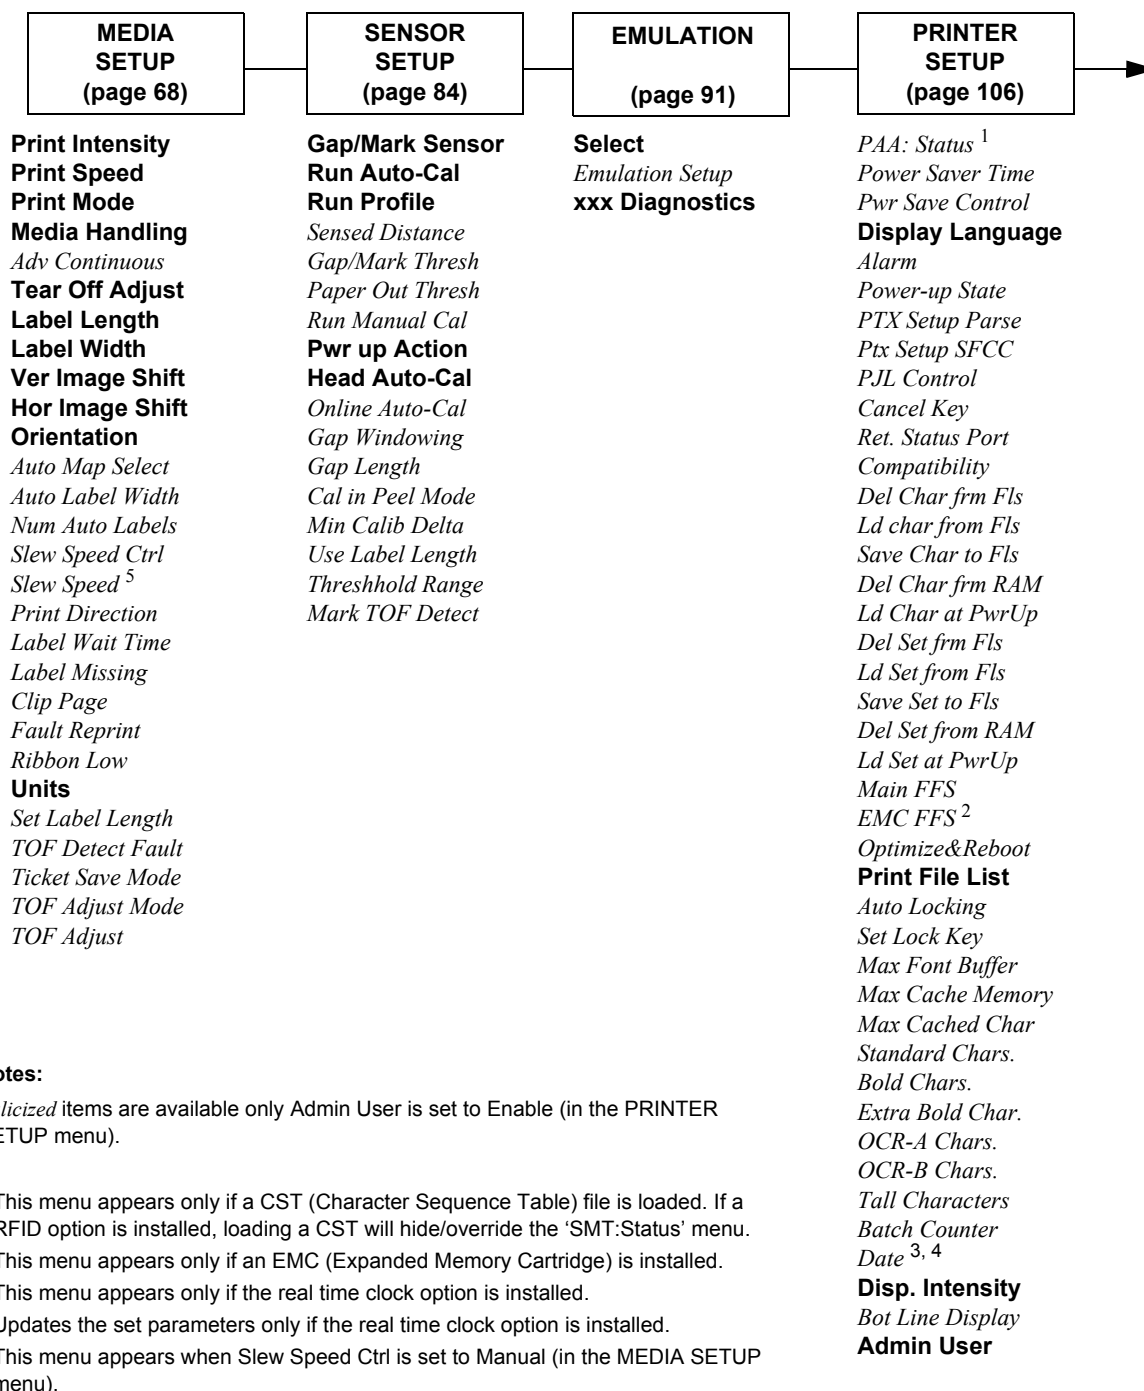 MEDIA
SETUP
(page 68)
SENSOR
SETUP
(page 84)
EMULATION
(page 91)
PRINTER
SETUP
(page 106)
Print Intensity
Print Speed
Print Mode
Media Handling
Adv Continuous
Tear Off Adjust
Label Length
Label Width
Ver Image Shift
Hor Image Shift
Orientation
Auto Map Select
Auto Label Width
Num Auto Labels
Slew Speed Ctrl
Slew Speed 5
Print Direction
Label Wait Time
Label Missing
Clip Page
Fault Reprint
Ribbon Low
Units
Set Label Length
TOF Detect Fault
Ticket Save Mode
TOF Adjust Mode
TOF Adjust
Gap/Mark Sensor
Run Auto-Cal
Run Profile
Sensed Distance
Gap/Mark Thresh
Paper Out Thresh
Run Manual Cal
Pwr up Action
Head Auto-Cal
Online Auto-Cal
Gap Windowing
Gap Length
Cal in Peel Mode
Min Calib Delta
Use Label Length
Threshhold Range
Mark TOF Detect
Select
Emulation Setup
xxx Diagnostics
PAA: Status 1
Power Saver Time
Pwr Save Control
Display Language
Alarm
Power-up State
PTX Setup Parse
Ptx Setup SFCC
PJL Control
Cancel Key
Ret. Status Port
Compatibility
Del Char frm Fls
Ld char from Fls
Save Char to Fls
Del Char frm RAM
Ld Char at PwrUp
Del Set frm Fls
Ld Set from Fls
Save Set to Fls
Del Set from RAM
Ld Set at PwrUp
Main FFS
EMC FFS 2
Optimize&Reboot
Print File List
Auto Locking
Set Lock Key
Max Font Buffer
Max Cache Memory
Max Cached Char
Standard Chars.
Bold Chars.
Extra Bold Char.
OCR-A Chars.
OCR-B Chars.
Tall Characters
Batch Counter
Date 3, 4
Disp. Intensity
Bot Line Display
Admin User
otes:
licized items are available only Admin User is set to Enable (in the PRINTER
ETUP menu).
This menu appears only if a CST (Character Sequence Table) file is loaded. If a
RFID option is installed, loading a CST will hide/override the ‘SMT:Status’ menu.
This menu appears only if an EMC (Expanded Memory Cartridge) is installed.
This menu appears only if the real time clock option is installed.
Updates the set parameters only if the real time clock option is installed.
This menu appears when Slew Speed Ctrl is set to Manual (in the MEDIA SETUP
menu).